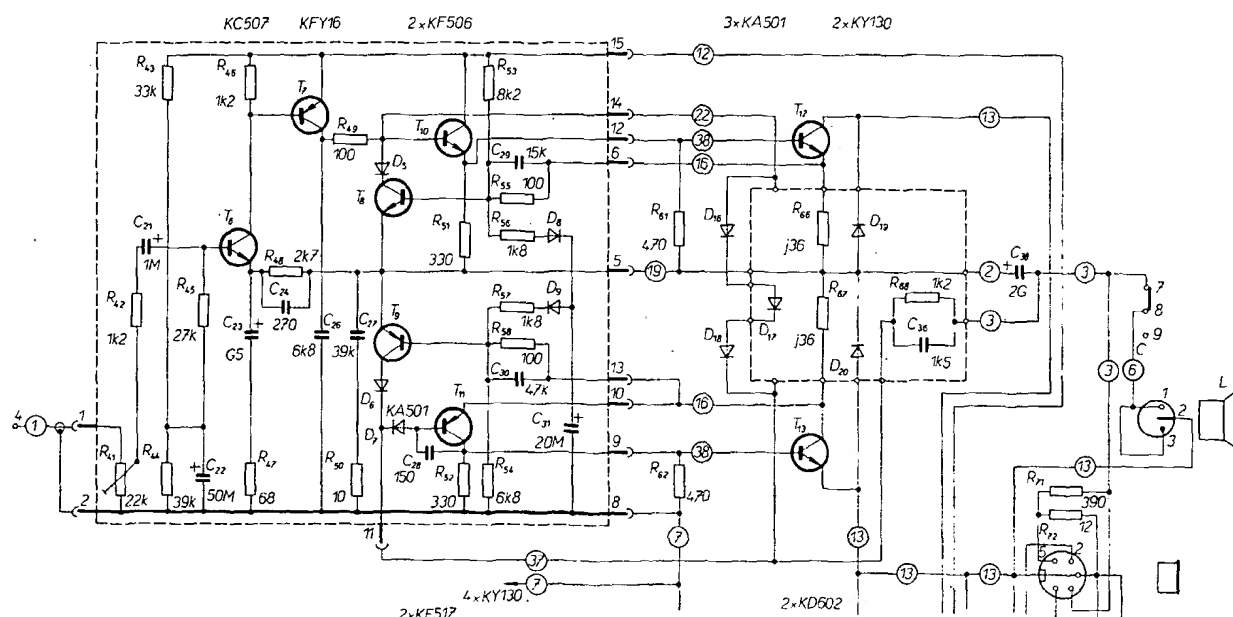 KC507 KFY16 2×KF506 3×KA501 2×KY130
15 12
R43 33k R46 1k2 T7 R53 8k2
14 22 T12 13
R49 100 T10 12 38
C29 15k 6 16
D5 R55 100
T8
R56 D8 1k8
R61 470 D16 R66 j36 D19
C21 1M T6 R51 330
R48 2k7 5 19 2 C38 2G 3
C24 270
R42 1k2 R45 27k C23 G5 C26 6k8 C27 39k
R57 D9 1k8
R58 100
T9
C30 47k 13
D17 R67 j36 R68 1k2 3 C36 1k5
D18 D20
7 8 9 C
3 6
D6 KA501 T11 10 16
D7 C31 20M
4 1 1
9 38 T13
1 2 3 L
R41 22k R44 39k C22 50M R47 68 R50 10 C28 150 R52 330 R54 6k8 R62 470
13
R71 390
12
R72
2 8
11 7 13
37
5 2
7 13 13
4×KY130
2×KF517 2×KD602